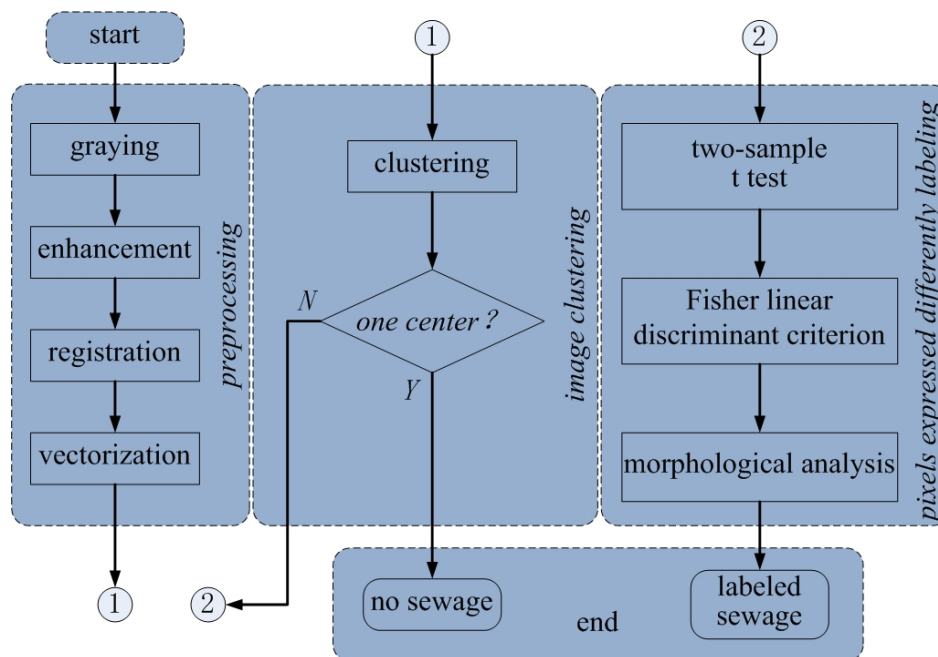 start
graying
enhancement
registration
vectorization
1
preprocessing
1
clustering
one center?
N
Y
2
image clustering
2
two-sample
t test
Fisher linear
discriminant criterion
morphological analysis
pixels expressed differently labeling
no sewage
labeled
sewage
end